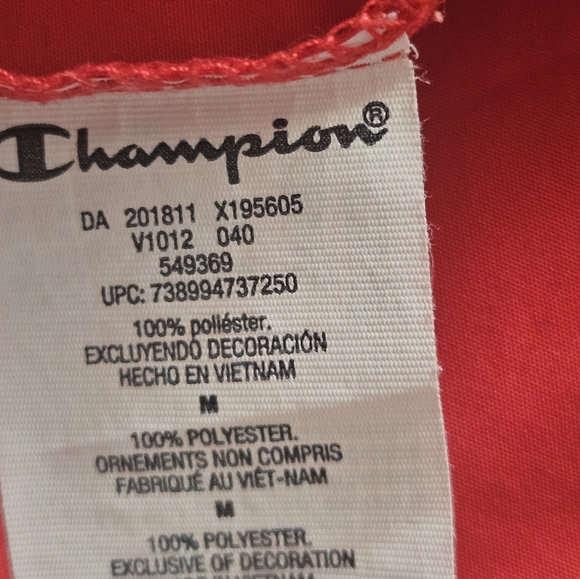 Champion®
DA 201811 X195605
V1012 040
549369
UPC: 738994737250
100% poliéster.
EXCLUYENDO DECORACIÓN
HECHO EN VIETNAM
M
100% POLYESTER.
ORNEMENTS NON COMPRIS
FABRIQUÉ AU VIÊT-NAM
M
100% POLYESTER.
EXCLUSIVE OF DECORATION